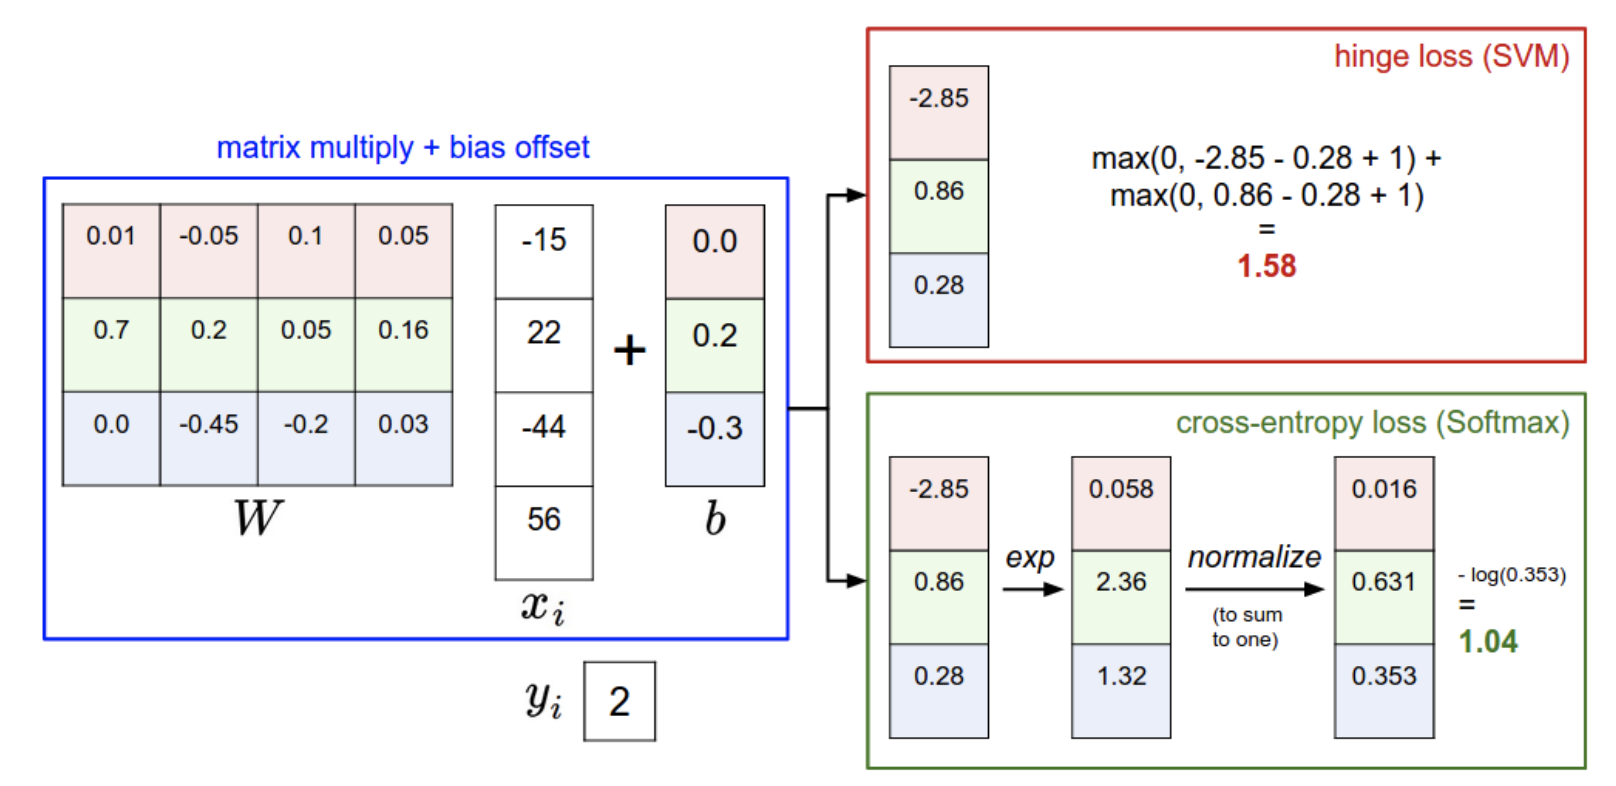 matrix multiply + bias offset
0.01 -0.05 0.1 0.05
0.7 0.2 0.05 0.16
0.0 -0.45 -0.2 0.03
W
-15
22
-44
56
x_i
+
0.0
0.2
-0.3
b
y_i 2
hinge loss (SVM)
-2.85
0.86
0.28
max(0, -2.85 - 0.28 + 1) +
max(0, 0.86 - 0.28 + 1)
=
1.58
cross-entropy loss (Softmax)
-2.85
0.86
0.28
exp
0.058
2.36
1.32
normalize
(to sum
to one)
0.016
0.631
0.353
- log(0.353)
=
1.04